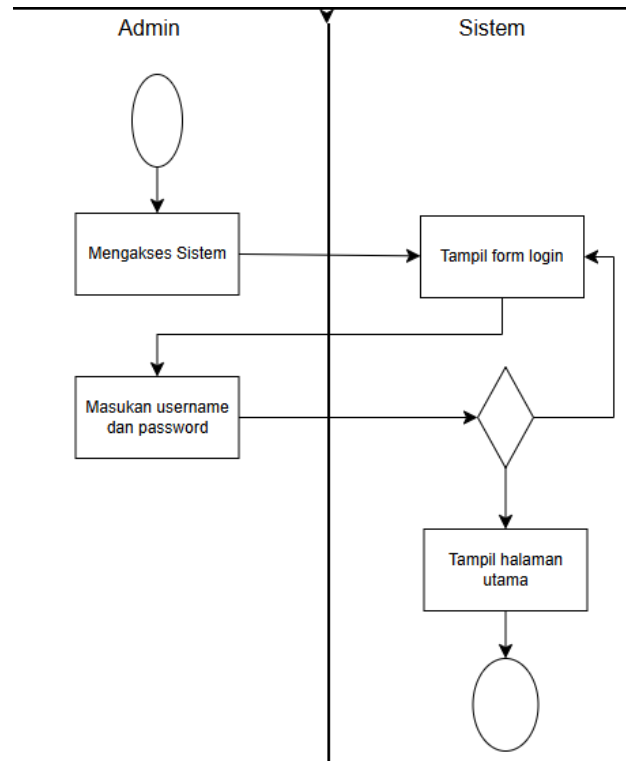 Admin
Sistem
Mengakses Sistem
Tampil form login
Masukan username
dan password
Tampil halaman
utama